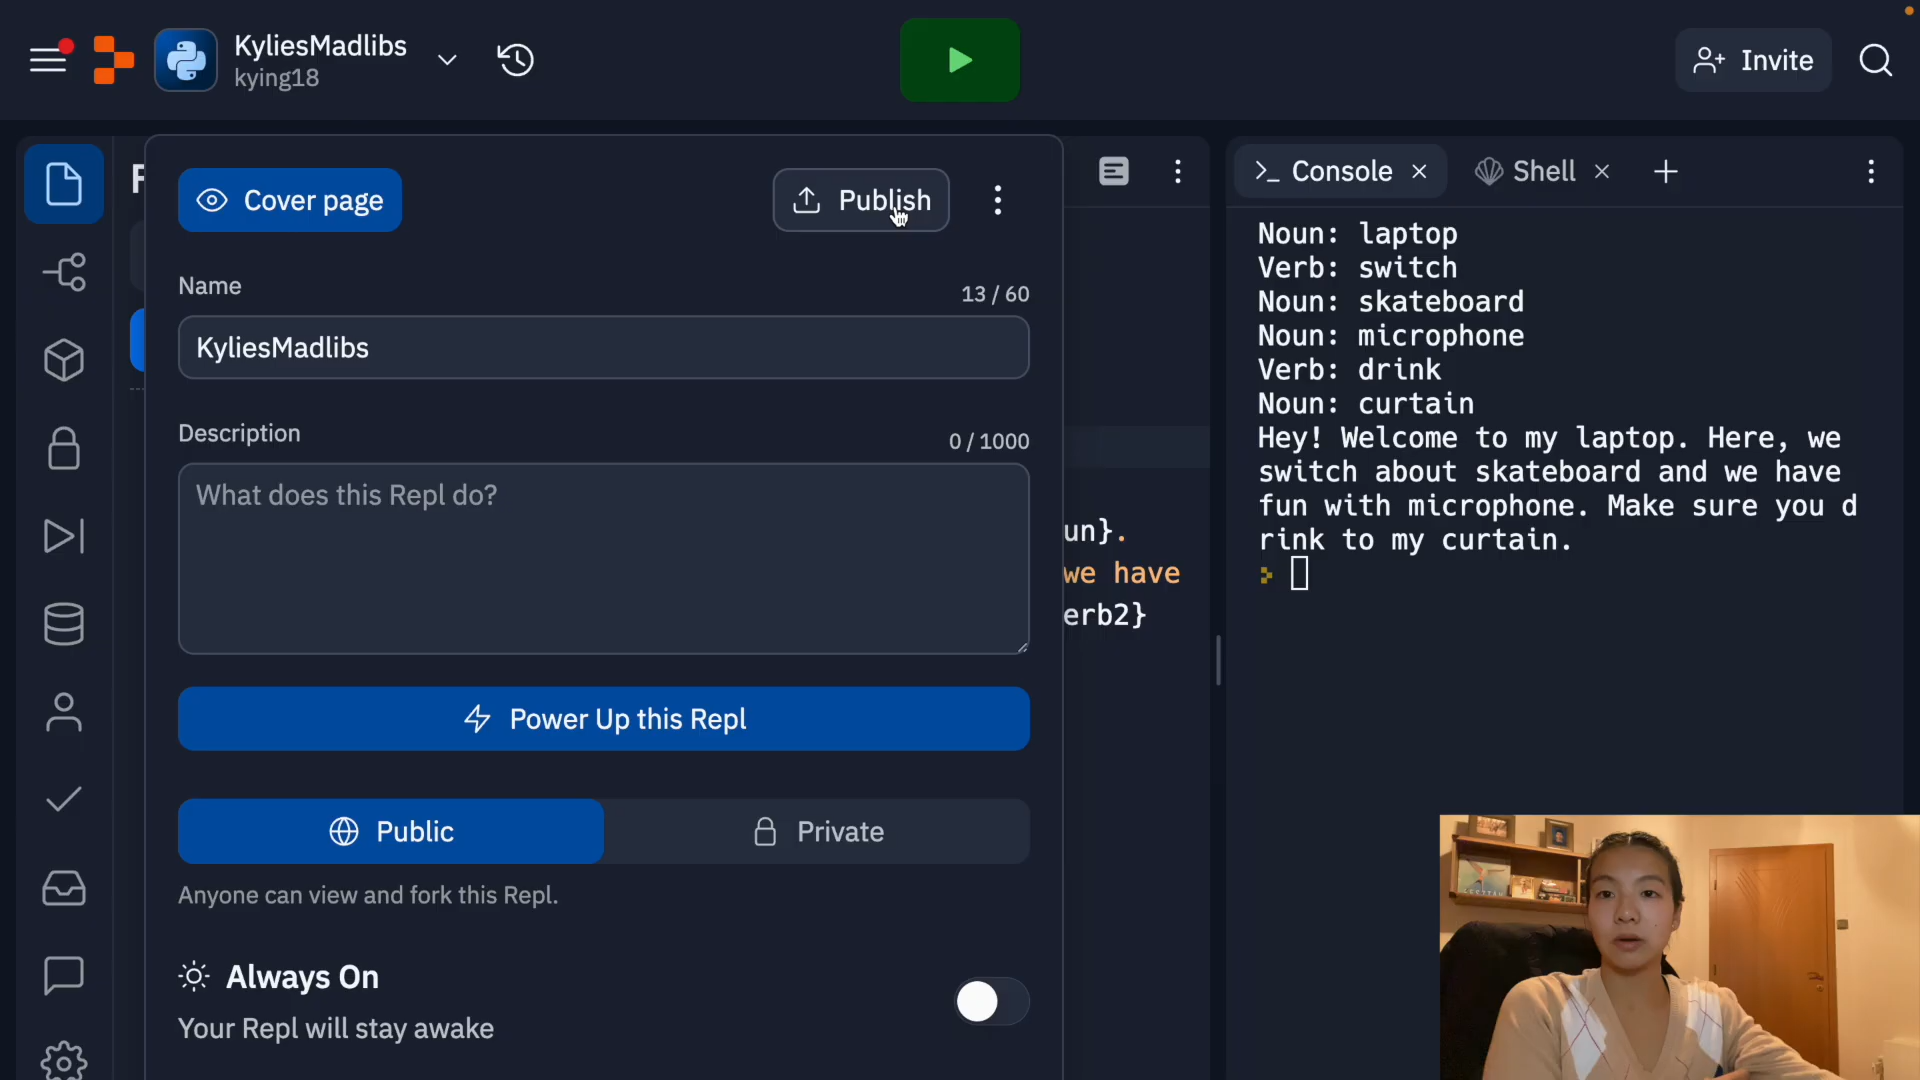 KyliesMadlibs
kying18
Invite
Cover page
Publish
Name
13 / 60
KyliesMadlibs
Description
0 / 1000
What does this Repl do?
Power Up this Repl
Public
Private
Anyone can view and fork this Repl.
Always On
Your Repl will stay awake
un}.
we have
erb2}
Console
Shell
Noun: laptop
Verb: switch
Noun: skateboard
Noun: microphone
Verb: drink
Noun: curtain
Hey! Welcome to my laptop. Here, we
switch about skateboard and we have
fun with microphone. Make sure you d
rink to my curtain.